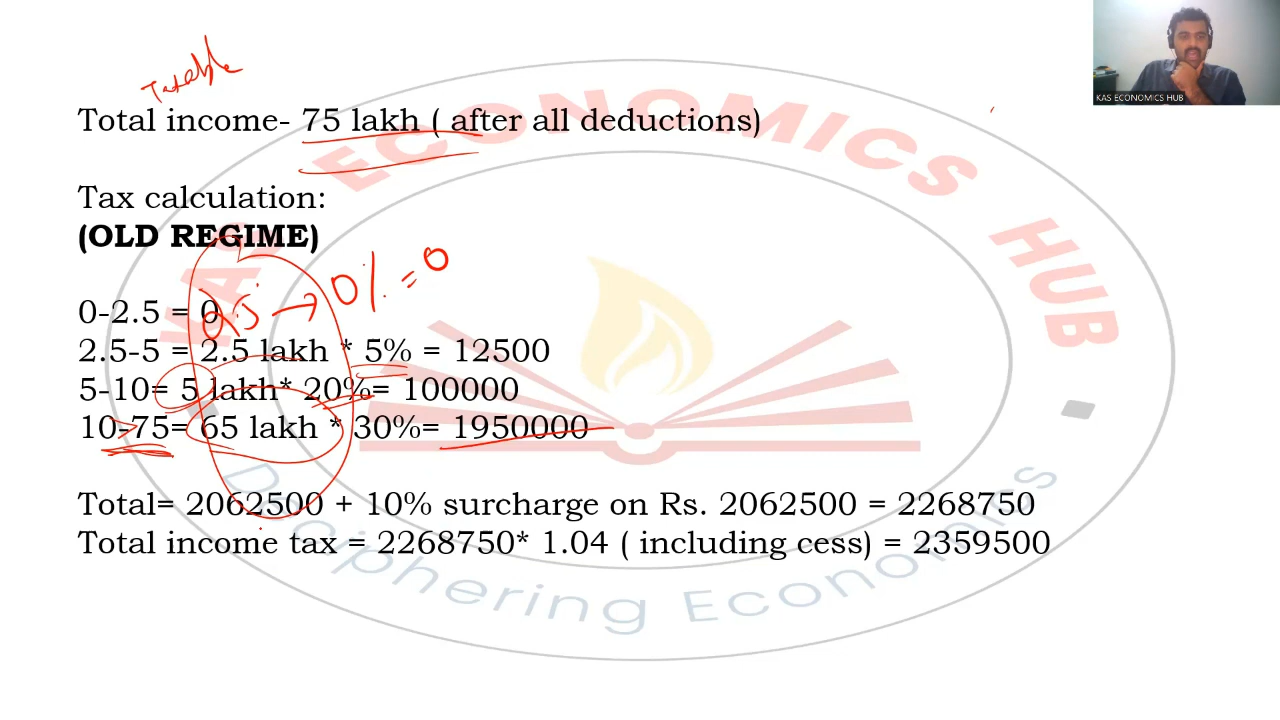 Taxable
KAS ECONOMICS HUB
Total income- 75 lakh ( after all deductions)
Tax calculation:
(OLD REGIME)
2.5 → 0% = 0
0-2.5 = 0
2.5-5 = 2.5 lakh * 5% = 12500
5-10= 5 lakh* 20%= 100000
10-75= 65 lakh * 30%= 1950000
Total= 2062500 + 10% surcharge on Rs. 2062500 = 2268750
Total income tax = 2268750* 1.04 ( including cess) = 2359500
KAS ECONOMICS HUB
Deciphering Economics